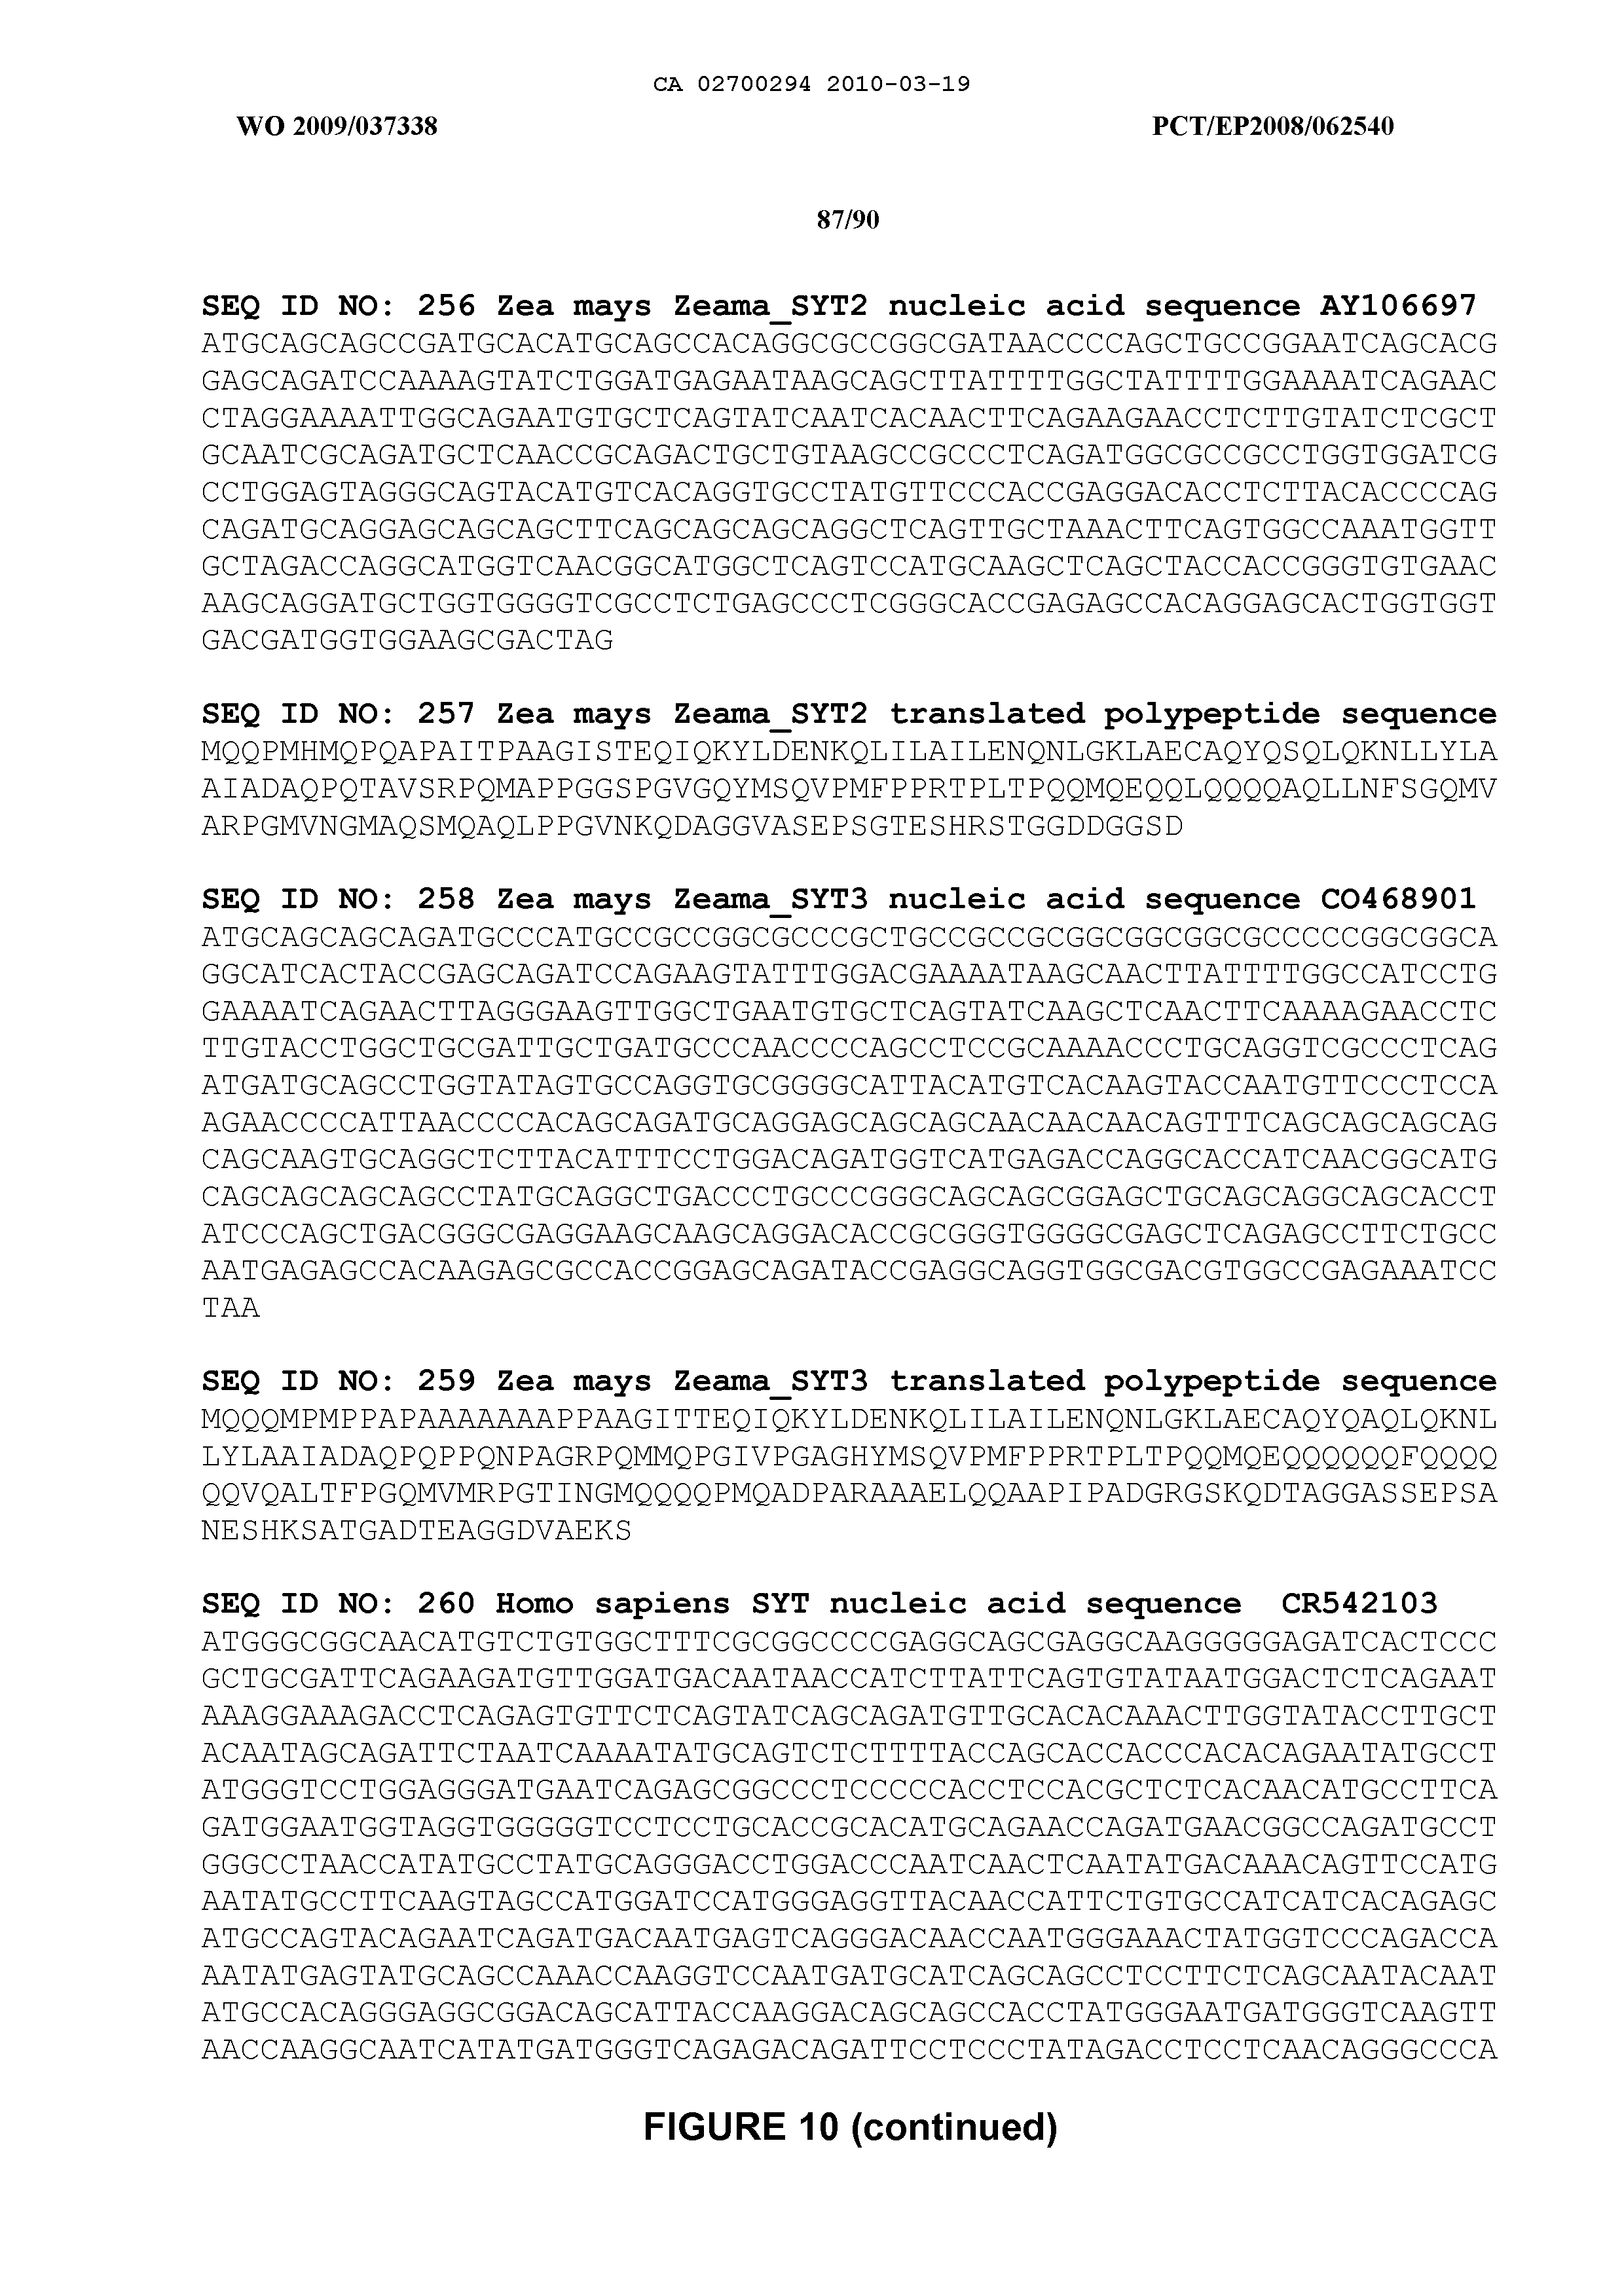 CA 02700294 2010-03-19
WO 2009/037338 PCT/EP2008/062540
87/90
SEQ ID NO: 256 Zea mays Zeama_SYT2 nucleic acid sequence AY106697
ATGCAGCAGCCGATGCACATGCAGCCACAGGCGCCGGCGATAACCCCAGCTGCCGGAATCAGCACG
GAGCAGATCCAAAAGTATCTGGATGAGAATAAGCAGCTTATTTTGGCTATTTTGGAAAATCAGAAC
CTAGGAAAATTGGCAGAATGTGCTCAGTATCAATCACAACTTCAGAAGAACCTCTTGTATCTCGCT
GCAATCGCAGATGCTCAACCGCAGACTGCTGTAAGCCGCCCTCAGATGGCGCCGCCTGGTGGATCG
CCTGGAGTAGGGCAGTACATGTCACAGGTGCCTATGTTCCCACCGAGGACACCTCTTACACCCCAG
CAGATGCAGGAGCAGCAGCTTCAGCAGCAGCAGGCTCAGTTGCTAAACTTCAGTGGCCAAATGGTT
GCTAGACCAGGCATGGTCAACGGCATGGCTCAGTCCATGCAAGCTCAGCTACCACCGGGTGTGAAC
AAGCAGGATGCTGGTGGGGTCGCCTCTGAGCCCTCGGGCACCGAGAGCCACAGGAGCACTGGTGGT
GACGATGGTGGAAGCGACTAG
SEQ ID NO: 257 Zea mays Zeama_SYT2 translated polypeptide sequence
MQQPMHMQPQAPAITPAAGISTEQIQKYLDENKQLILAILENQNLGKLAECAQYQSQLQKNLLYLA
AIADAQPQTAVSRPQMAPPGGSPGVGQYMSQVPMFPPRTPLTPQQMQEQQLQQQQAQLLNFSGQMV
ARPGMVNGMAQSMQAQLPPGVNKQDAGGVASEPSGTESHRSTGGDDGGSD
SEQ ID NO: 258 Zea mays Zeama_SYT3 nucleic acid sequence CO468901
ATGCAGCAGCAGATGCCCATGCCGCCGGCGCCCGCTGCCGCCGCGGCGGCGGCGCCCCCGGCGGCA
GGCATCACTACCGAGCAGATCCAGAAGTATTTGGACGAAAATAAGCAACTTATTTTGGCCATCCTG
GAAAATCAGAACTTAGGGAAGTTGGCTGAATGTGCTCAGTATCAAGCTCAACTTCAAAAGAACCTC
TTGTACCTGGCTGCGATTGCTGATGCCCAACCCCAGCCTCCGCAAAACCCTGCAGGTCGCCCTCAG
ATGATGCAGCCTGGTATAGTGCCAGGTGCGGGGCATTACATGTCACAAGTACCAATGTTCCCTCCA
AGAACCCCATTAACCCCACAGCAGATGCAGGAGCAGCAGCAACAACAACAGTTTCAGCAGCAGCAG
CAGCAAGTGCAGGCTCTTACATTTCCTGGACAGATGGTCATGAGACCAGGCACCATCAACGGCATG
CAGCAGCAGCAGCCTATGCAGGCTGACCCTGCCCGGGCAGCAGCGGAGCTGCAGCAGGCAGCACCT
ATCCCAGCTGACGGGCGAGGAAGCAAGCAGGACACCGCGGGTGGGGCGAGCTCAGAGCCTTCTGCC
AATGAGAGCCACAAGAGCGCCACCGGAGCAGATACCGAGGCAGGTGGCGACGTGGCCGAGAAATCC
TAA
SEQ ID NO: 259 Zea mays Zeama_SYT3 translated polypeptide sequence
MQQQMPMPPAPAAAAAAAPPAAGITTEQIQKYLDENKQLILAILENQNLGKLAECAQYQAQLQKNL
LYLAAIADAQPQPPQNPAGRPQMMQPGIVPGAGHYMSQVPMFPPRTPLTPQQMQEQQQQQQFQQQQ
QQVQALTFPGQMVMRPGTINGMQQQQPMQADPARAAAELQQAAPIPADGRGSKQDTAGGASSEPSA
NESHKSATGADTEAGGDVAEKS
SEQ ID NO: 260 Homo sapiens SYT nucleic acid sequence CR542103
ATGGGCGGCAACATGTCTGTGGCTTTCGCGGCCCCGAGGCAGCGAGGCAAGGGGGAGATCACTCCC
GCTGCGATTCAGAAGATGTTGGATGACAATAACCATCTTATTCAGTGTATAATGGACTCTCAGAAT
AAAGGAAAGACCTCAGAGTGTTCTCAGTATCAGCAGATGTTGCACACAAACTTGGTATACCTTGCT
ACAATAGCAGATTCTAATCAAAATATGCAGTCTCTTTTACCAGCACCACCCACACAGAATATGCCT
ATGGGTCCTGGAGGGATGAATCAGAGCGGCCCTCCCCCACCTCCACGCTCTCACAACATGCCTTCA
GATGGAATGGTAGGTGGGGGTCCTCCTGCACCGCACATGCAGAACCAGATGAACGGCCAGATGCCT
GGGCCTAACCATATGCCTATGCAGGGACCTGGACCCAATCAACTCAATATGACAAACAGTTCCATG
AATATGCCTTCAAGTAGCCATGGATCCATGGGAGGTTACAACCATTCTGTGCCATCATCACAGAGC
ATGCCAGTACAGAATCAGATGACAATGAGTCAGGGACAACCAATGGGAAACTATGGTCCCAGACCA
AATATGAGTATGCAGCCAAACCAAGGTCCAATGATGCATCAGCAGCCTCCTTCTCAGCAATACAAT
ATGCCACAGGGAGGCGGACAGCATTACCAAGGACAGCAGCCACCTATGGGAATGATGGGTCAAGTT
AACCAAGGCAATCATATGATGGGTCAGAGACAGATTCCTCCCTATAGACCTCCTCAACAGGGCCCA
FIGURE 10 (continued)